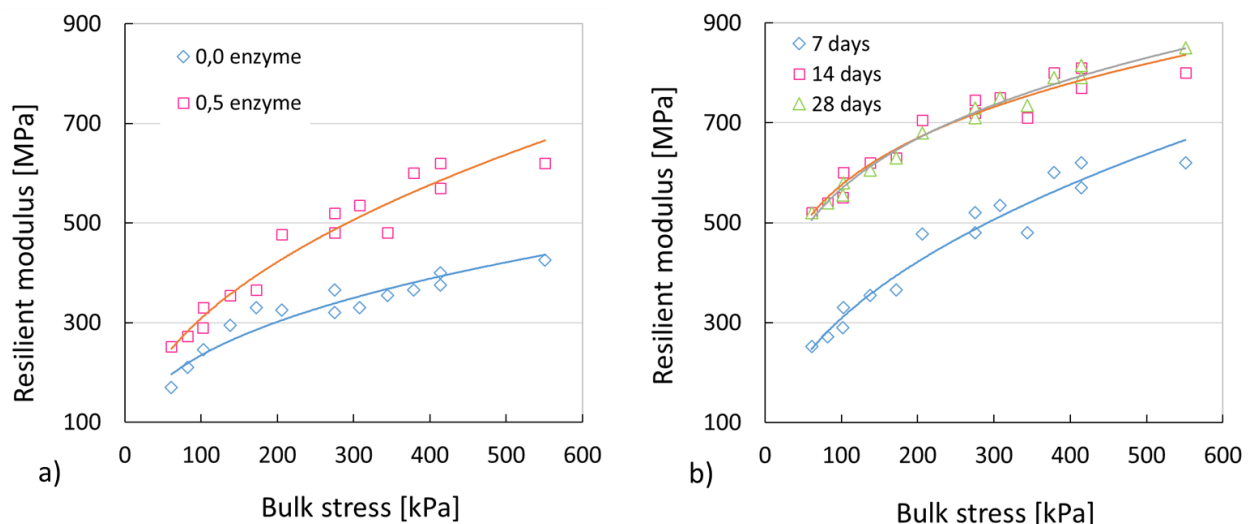 900
700
500
300
100
Resilient modulus [MPa]
0,0 enzyme
0,5 enzyme
0 100 200 300 400 500 600
a)
Bulk stress [kPa]
900
700
500
300
100
Resilient modulus [MPa]
7 days
14 days
28 days
0 100 200 300 400 500 600
b)
Bulk stress [kPa]